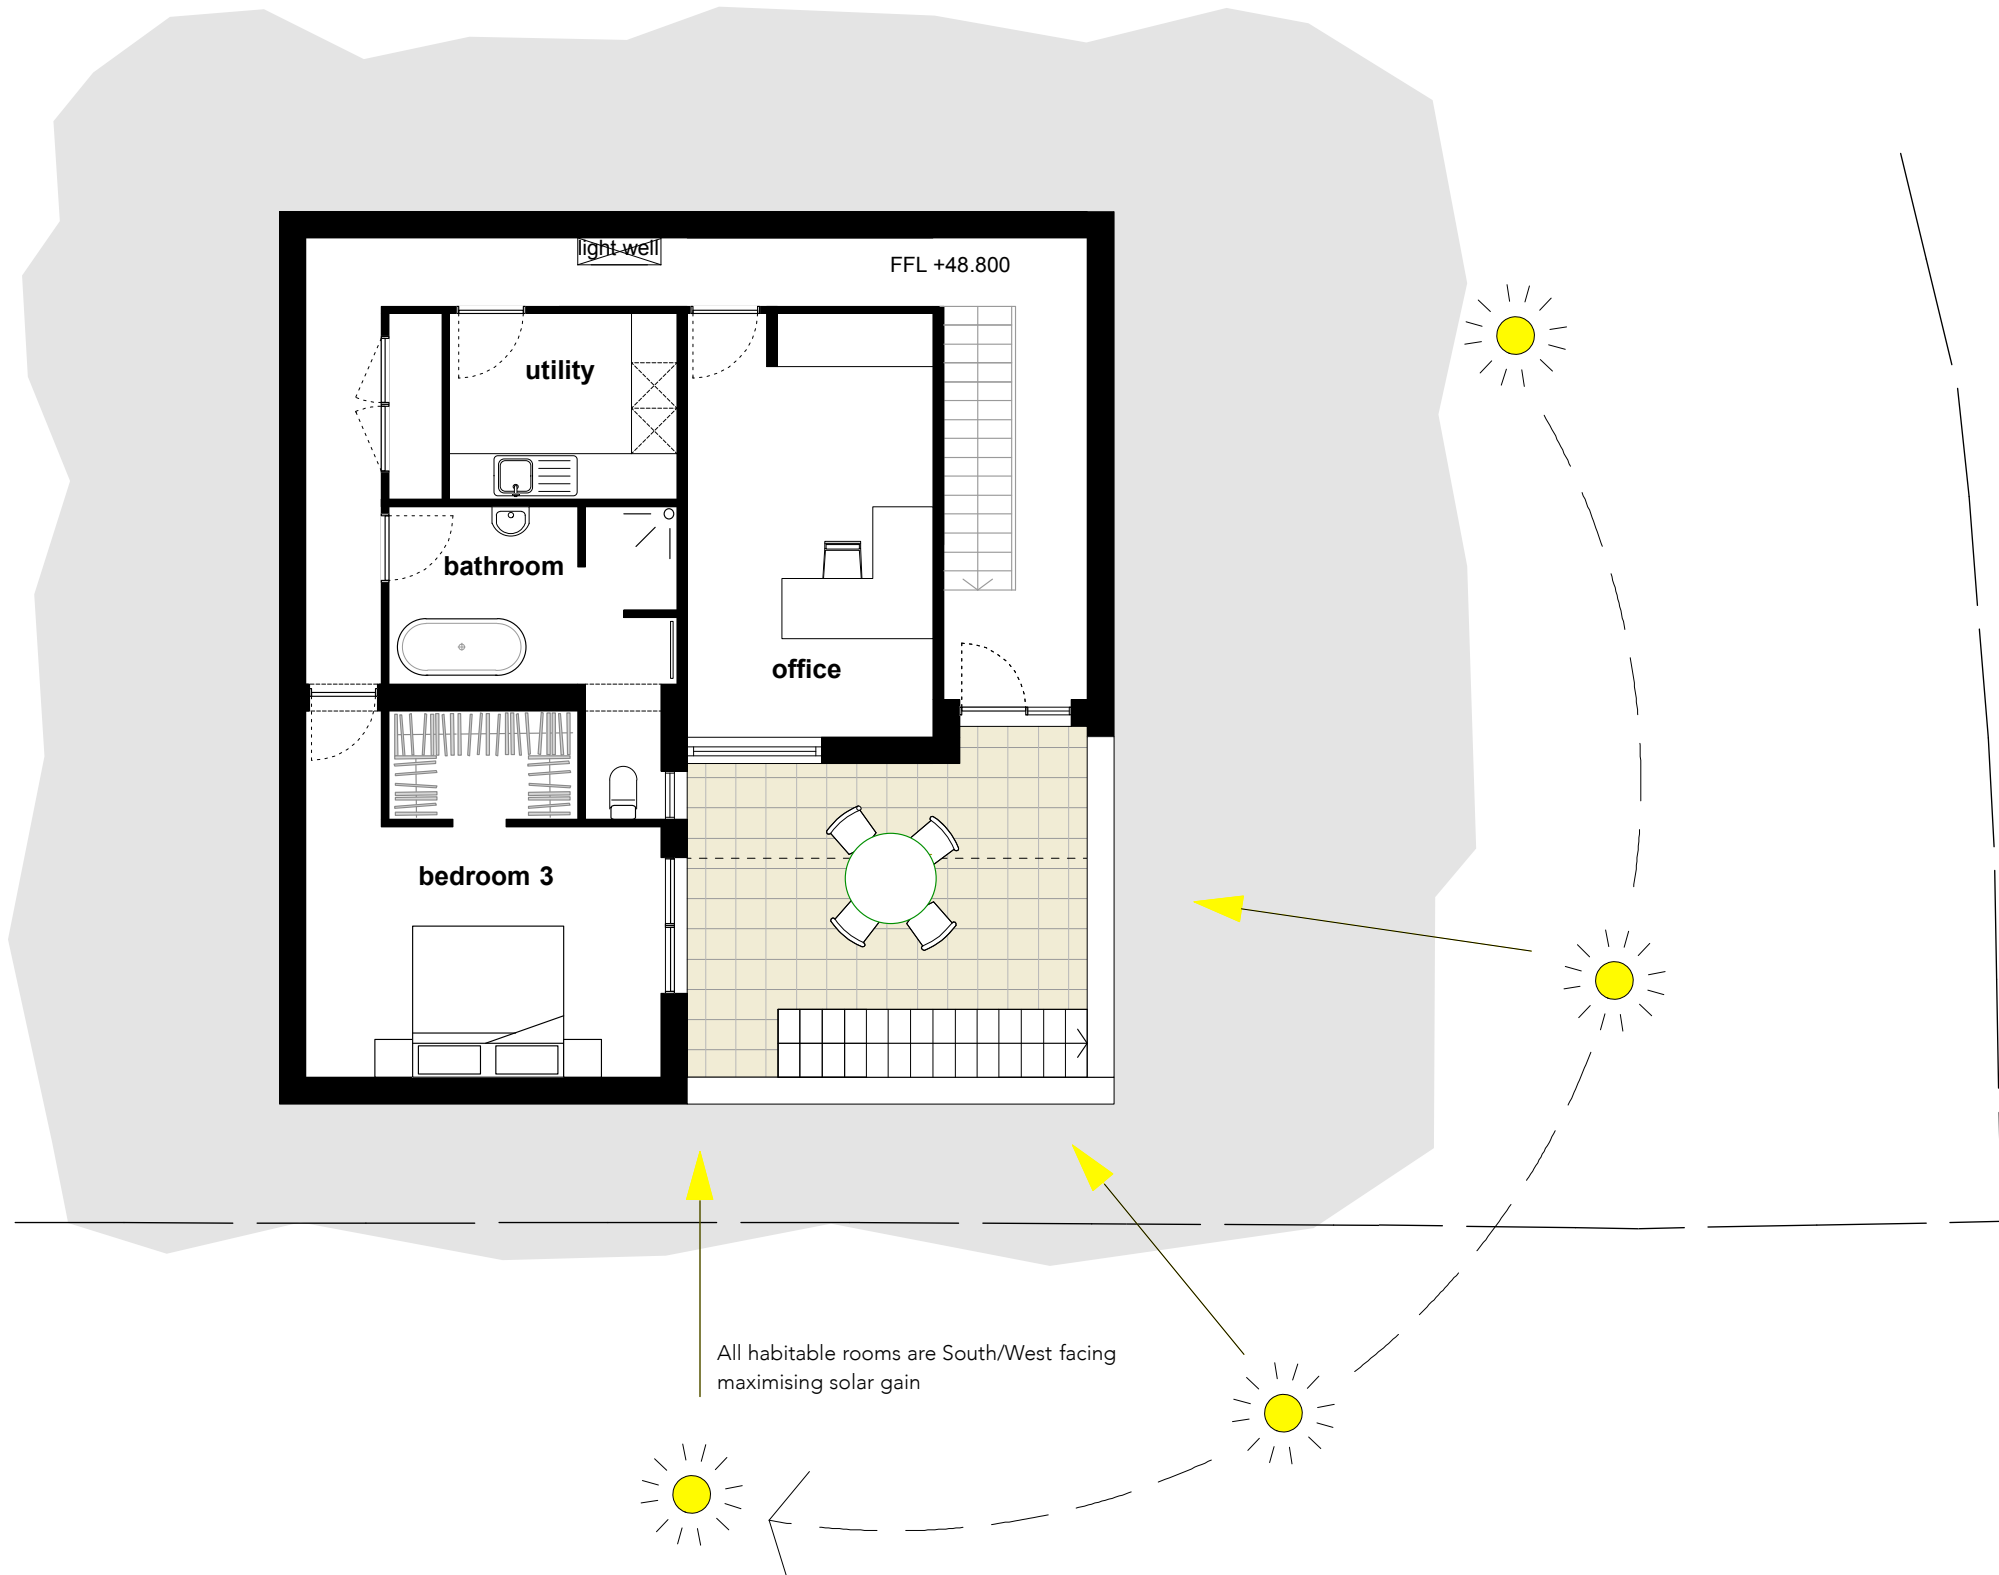 light well
FFL +48.800
utility
bathroom
office
bedroom 3
All habitable rooms are South/West facing
maximising solar gain